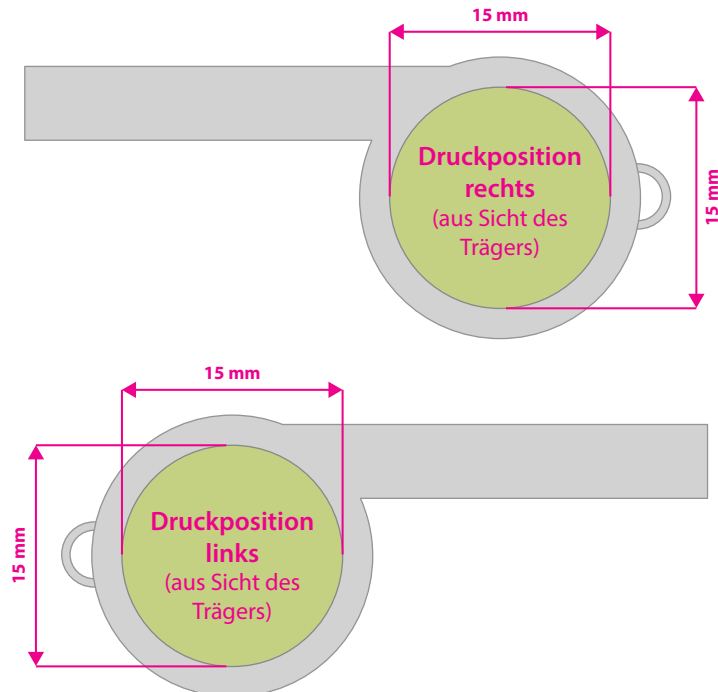 15 mm
Druckposition
rechts
(aus Sicht des
Trägers)
15 mm
15 mm
Druckposition
links
(aus Sicht des
Trägers)
15 mm